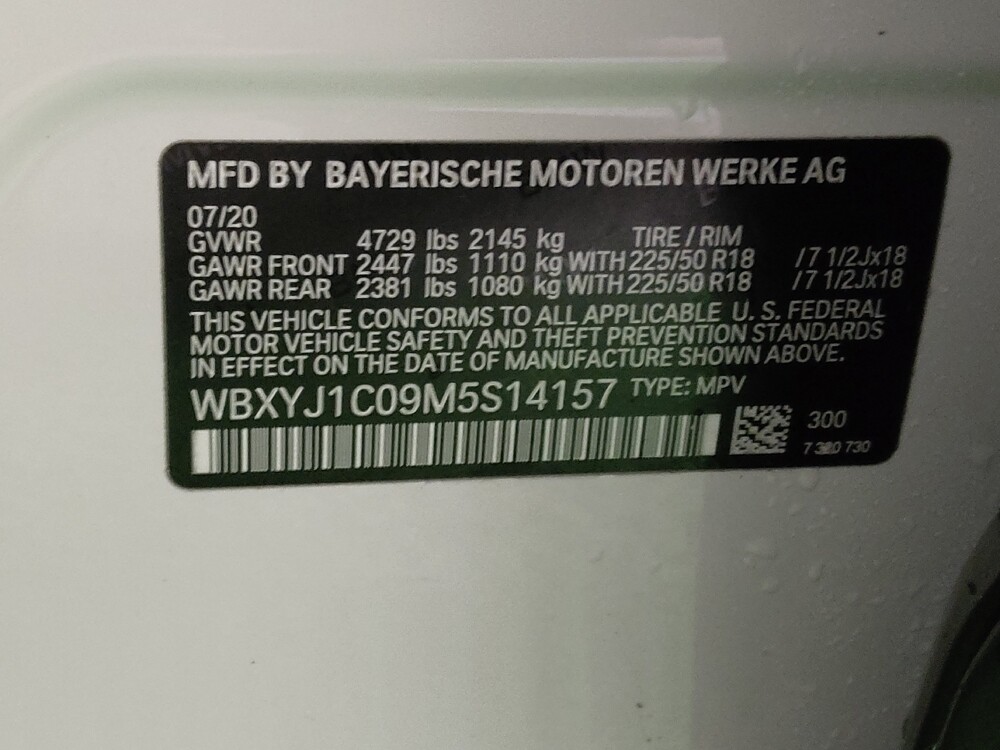 MFD BY BAYERISCHE MOTOREN WERKE AG
07/20
GVWR 4729 lbs 2145 kg TIRE / RIM
GAWR FRONT 2447 lbs 1110 kg WITH 225/50 R18 /7 1/2Jx18
GAWR REAR 2381 lbs 1080 kg WITH 225/50 R18 /7 1/2Jx18
THIS VEHICLE CONFORMS TO ALL APPLICABLE U. S. FEDERAL
MOTOR VEHICLE SAFETY AND THEFT PREVENTION STANDARDS
IN EFFECT ON THE DATE OF MANUFACTURE SHOWN ABOVE.
WBXYJ1C09M5S14157 TYPE: MPV
300